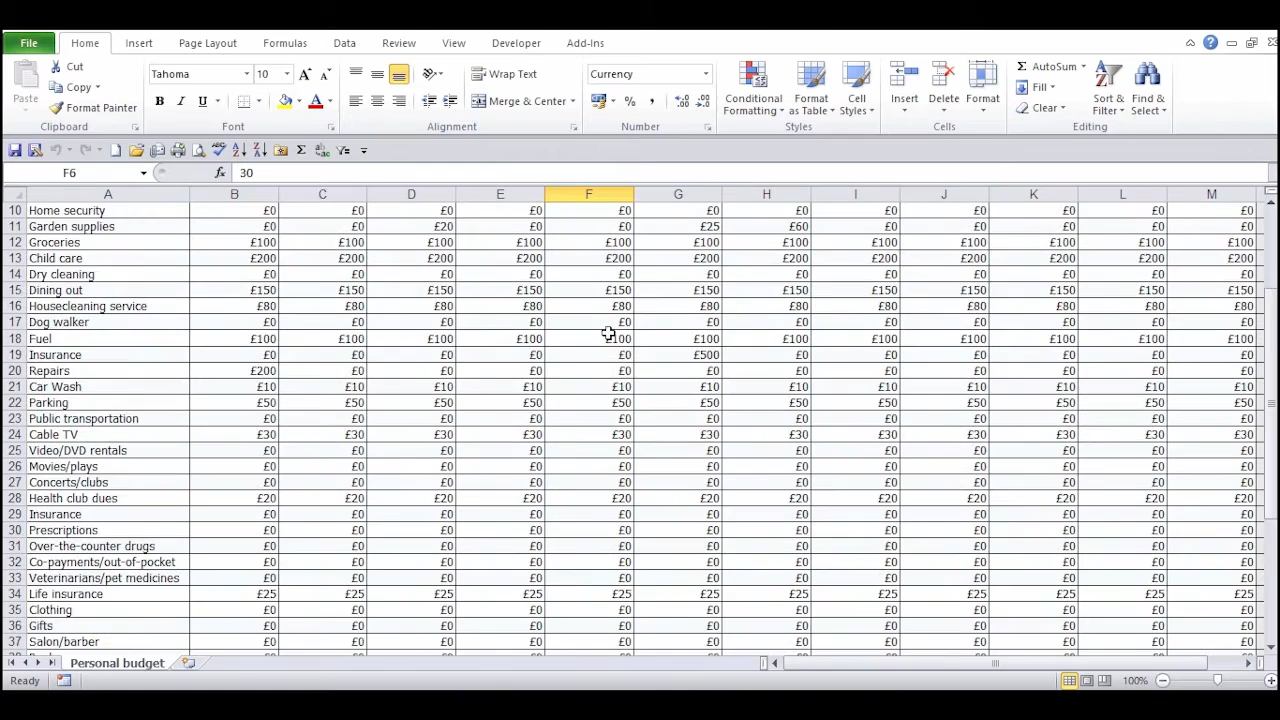 File Home Insert Page Layout Formulas Data Review View Developer Add-Ins
Cut Tahoma 10 Wrap Text Currency AutoSum
Paste Copy Conditional Formatting Format as Table Cell Styles Insert Delete Format Fill Sort & Filter Find & Select
Format Painter B I U A Merge & Center % , Clear
Clipboard Font Alignment Number Styles Cells Editing
F6 fx 30
A B C D E F G H I J K L M
10 Home security £0 £0 £0 £0 £0 £0 £0 £0 £0 £0 £0 £0
11 Garden supplies £0 £0 £20 £0 £0 £25 £60 £0 £0 £0 £0 £0
12 Groceries £100 £100 £100 £100 £100 £100 £100 £100 £100 £100 £100 £100
13 Child care £200 £200 £200 £200 £200 £200 £200 £200 £200 £200 £200 £200
14 Dry cleaning £0 £0 £0 £0 £0 £0 £0 £0 £0 £0 £0 £0
15 Dining out £150 £150 £150 £150 £150 £150 £150 £150 £150 £150 £150 £150
16 Housecleaning service £80 £80 £80 £80 £80 £80 £80 £80 £80 £80 £80 £80
17 Dog walker £0 £0 £0 £0 £0 £0 £0 £0 £0 £0 £0 £0
18 Fuel £100 £100 £100 £100 100 £100 £100 £100 £100 £100 £100 £100
19 Insurance £0 £0 £0 £0 £0 £500 £0 £0 £0 £0 £0 £0
20 Repairs £200 £0 £0 £0 £0 £0 £0 £0 £0 £0 £0 £0
21 Car Wash £10 £10 £10 £10 £10 £10 £10 £10 £10 £10 £10 £10
22 Parking £50 £50 £50 £50 £50 £50 £50 £50 £50 £50 £50 £50
23 Public transportation £0 £0 £0 £0 £0 £0 £0 £0 £0 £0 £0 £0
24 Cable TV £30 £30 £30 £30 £30 £30 £30 £30 £30 £30 £30 £30
25 Video/DVD rentals £0 £0 £0 £0 £0 £0 £0 £0 £0 £0 £0 £0
26 Movies/plays £0 £0 £0 £0 £0 £0 £0 £0 £0 £0 £0 £0
27 Concerts/clubs £0 £0 £0 £0 £0 £0 £0 £0 £0 £0 £0 £0
28 Health club dues £20 £20 £20 £20 £20 £20 £20 £20 £20 £20 £20 £20
29 Insurance £0 £0 £0 £0 £0 £0 £0 £0 £0 £0 £0 £0
30 Prescriptions £0 £0 £0 £0 £0 £0 £0 £0 £0 £0 £0 £0
31 Over-the-counter drugs £0 £0 £0 £0 £0 £0 £0 £0 £0 £0 £0 £0
32 Co-payments/out-of-pocket £0 £0 £0 £0 £0 £0 £0 £0 £0 £0 £0 £0
33 Veterinarians/pet medicines £0 £0 £0 £0 £0 £0 £0 £0 £0 £0 £0 £0
34 Life insurance £25 £25 £25 £25 £25 £25 £25 £25 £25 £25 £25 £25
35 Clothing £0 £0 £0 £0 £0 £0 £0 £0 £0 £0 £0 £0
36 Gifts £0 £0 £0 £0 £0 £0 £0 £0 £0 £0 £0 £0
37 Salon/barber £0 £0 £0 £0 £0 £0 £0 £0 £0 £0 £0 £0
Personal budget
Ready 100%